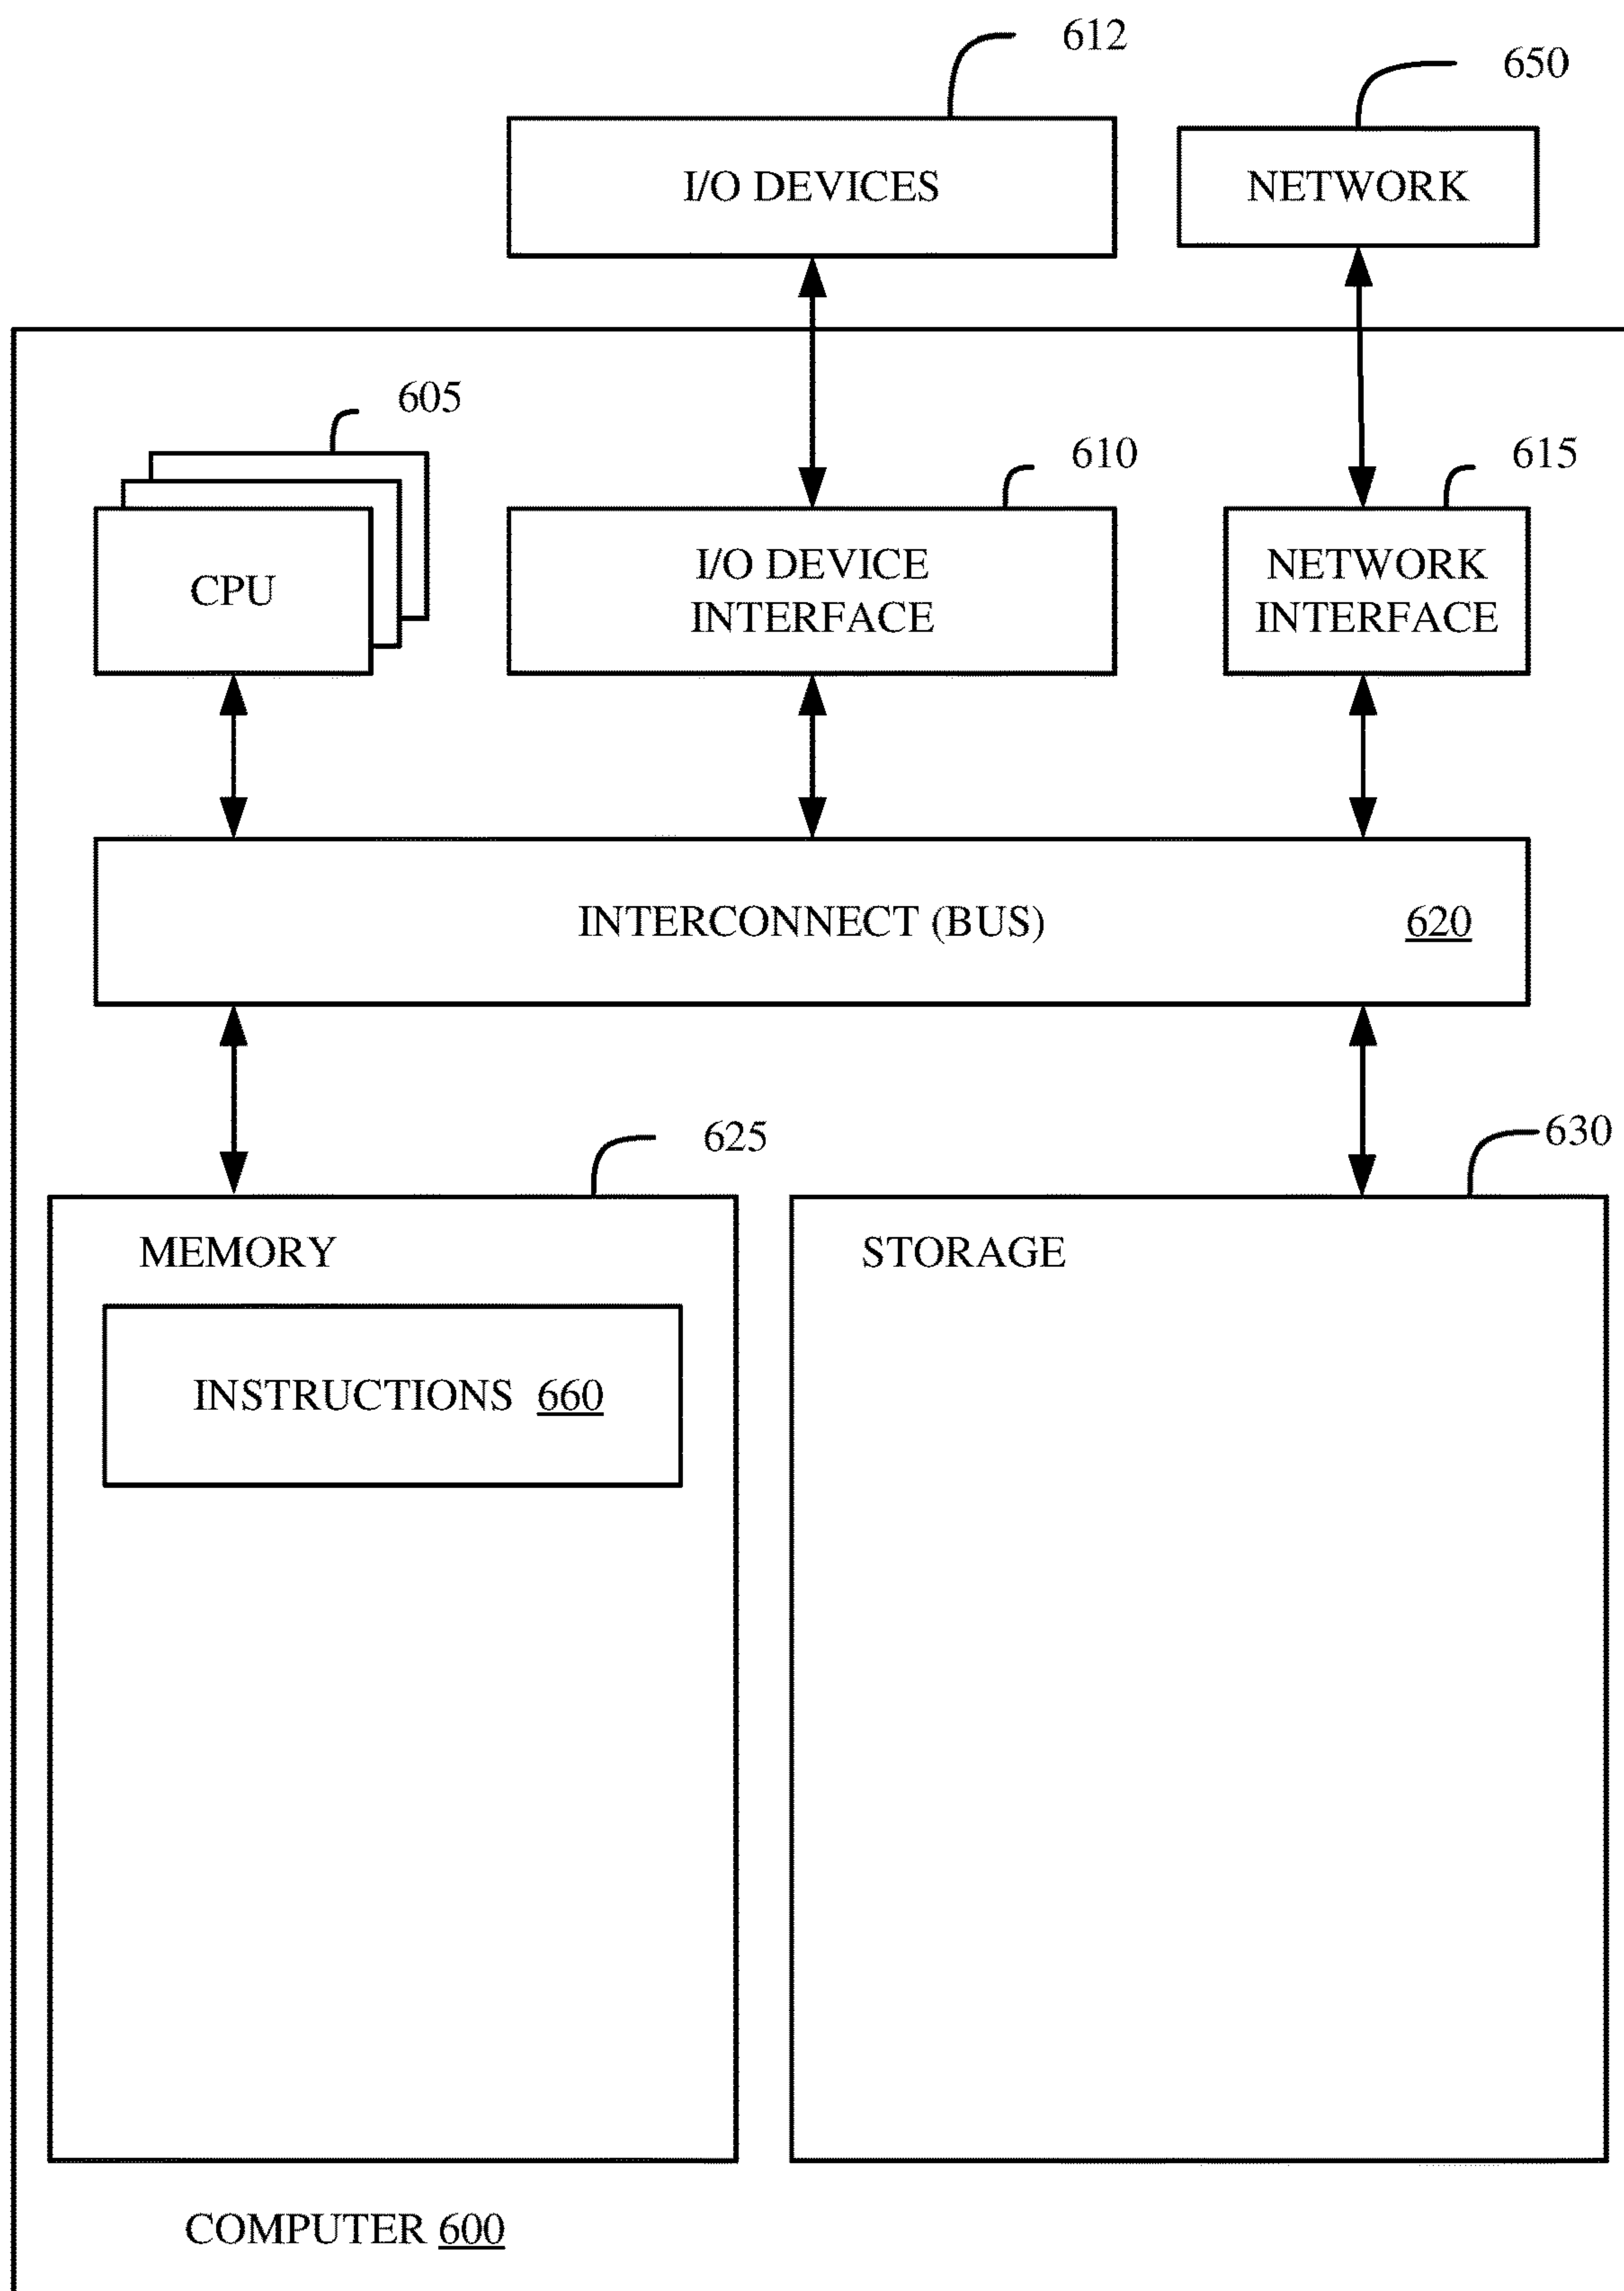 612
650
I/O DEVICES
NETWORK
605
610
615
CPU
I/O DEVICE
INTERFACE
NETWORK
INTERFACE
INTERCONNECT (BUS) 620
625
630
MEMORY
STORAGE
INSTRUCTIONS 660
COMPUTER 600